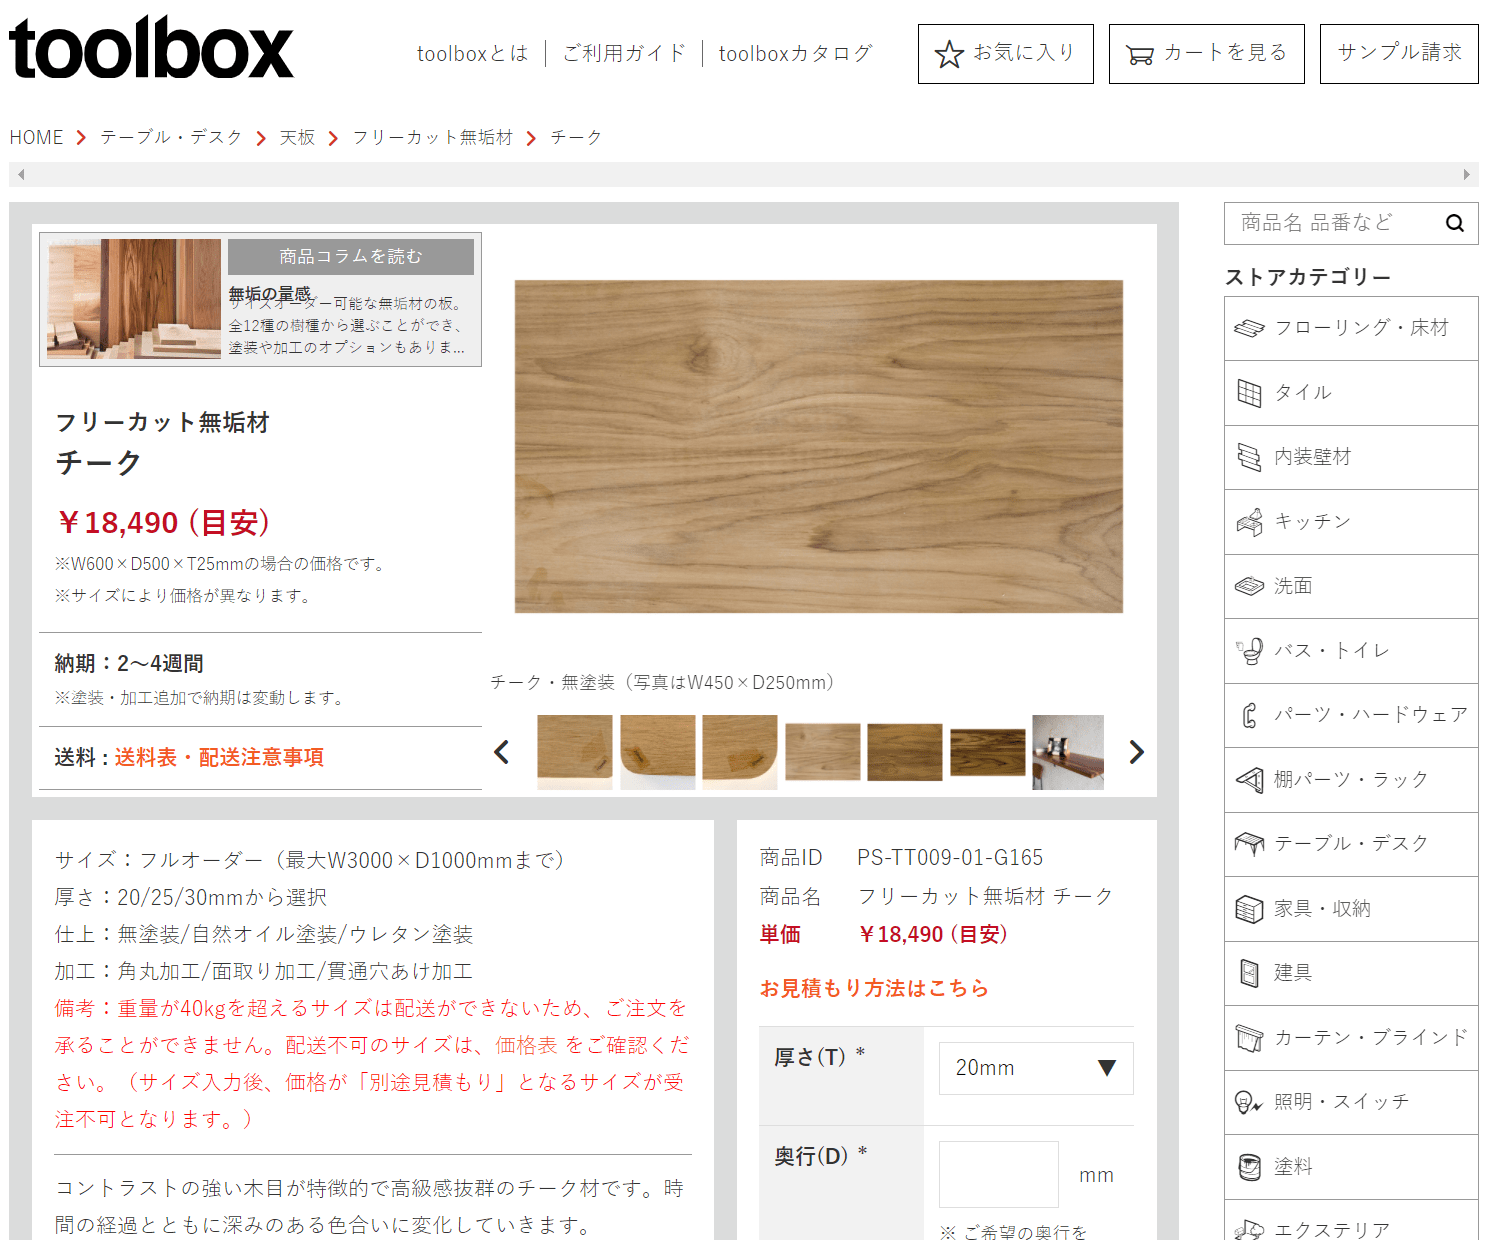 toolbox
toolboxとは
ご利用ガイド
toolboxカタログ
お気に入り
カートを見る
サンプル請求
HOME
テーブル・デスク
天板
フリーカット無垢材
チーク
商品コラムを読む
無垢の量感
サイズオーダー可能な無垢材の板。
全12種の樹種から選ぶことができ、
塗装や加工のオプションもありま...
フリーカット無垢材
チーク
￥18,490 (目安)
※W600×D500×T25mmの場合の価格です。
※サイズにより価格が異なります。
納期：2〜4週間
※塗装・加工追加で納期は変動します。
送料 : 送料表・配送注意事項
チーク・無塗装（写真はW450×D250mm）
サイズ：フルオーダー（最大W3000×D1000mmまで）
厚さ：20/25/30mmから選択
仕上：無塗装/自然オイル塗装/ウレタン塗装
加工：角丸加工/面取り加工/貫通穴あけ加工
備考：重量が40kgを超えるサイズは配送ができないため、ご注文を
承ることができません。配送不可のサイズは、価格表 をご確認くだ
さい。（サイズ入力後、価格が「別途見積もり」となるサイズが受
注不可となります。）
コントラストの強い木目が特徴的で高級感抜群のチーク材です。時
間の経過とともに深みのある色合いに変化していきます。
商品ID PS-TT009-01-G165
商品名 フリーカット無垢材 チーク
単価 ￥18,490 (目安)
お見積もり方法はこちら
厚さ(T) *
20mm
奥行(D) *
mm
※ ご希望の奥行を
商品名 品番など
ストアカテゴリー
フローリング・床材
タイル
内装壁材
キッチン
洗面
バス・トイレ
パーツ・ハードウェア
棚パーツ・ラック
テーブル・デスク
家具・収納
建具
カーテン・ブラインド
照明・スイッチ
塗料
エクステリア